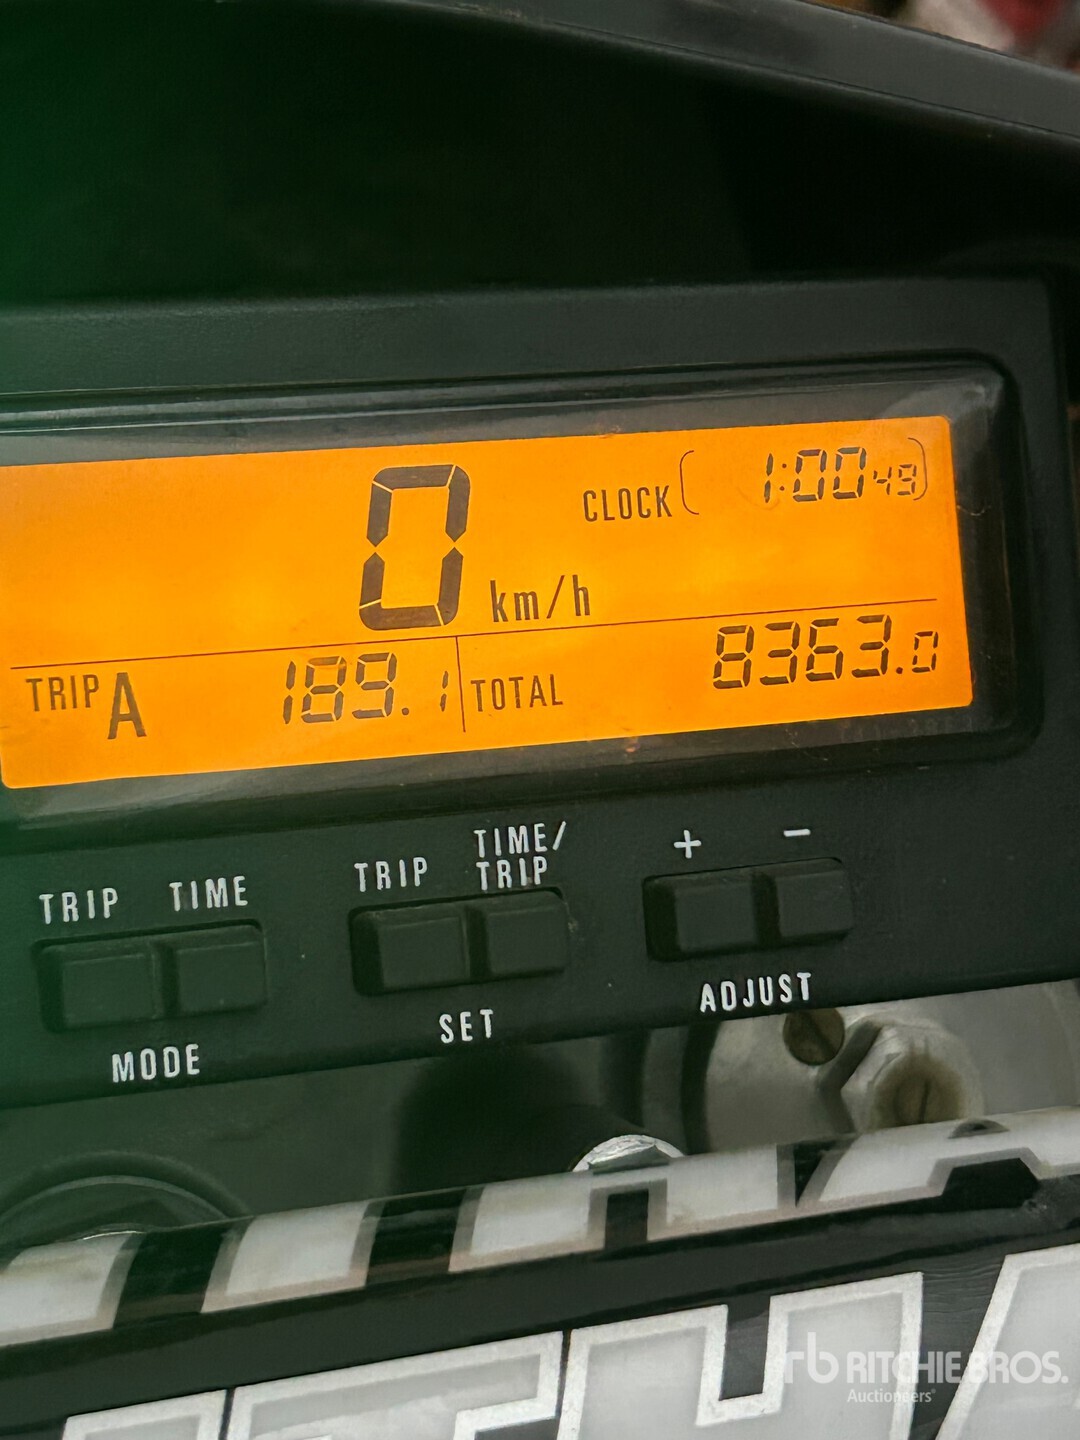 0 km/h
CLOCK 1:00 49
TRIP A 189.1
TOTAL 8363.0
TRIP TIME
MODE
TRIP TIME/TRIP
SET
+ -
ADJUST
rb RITCHIE BROS.
Auctioneers